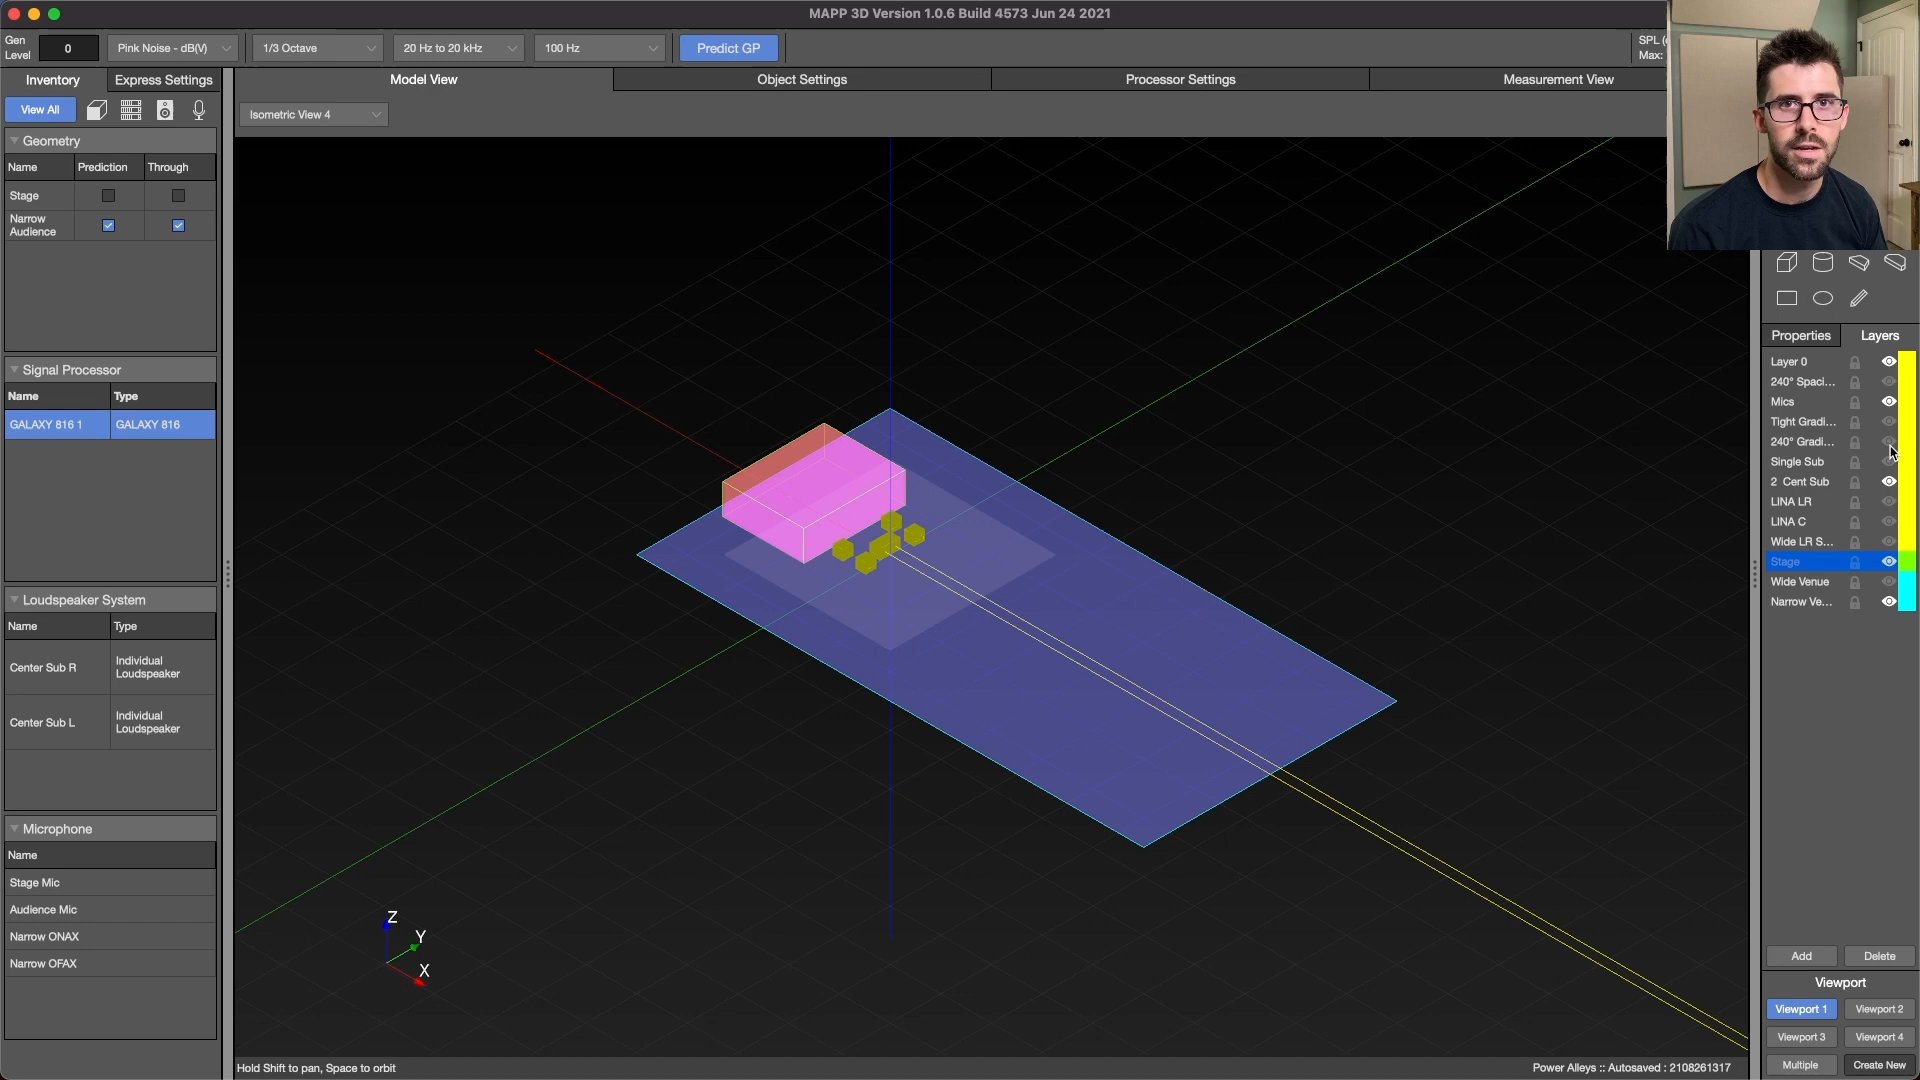 MAPP 3D Version 1.0.6 Build 4573 Jun 24 2021
Gen
Level
0
Pink Noise - dB(V)
1/3 Octave
20 Hz to 20 kHz
100 Hz
Predict GP
SPL (
Max:
Inventory
Express Settings
Model View
Object Settings
Processor Settings
Measurement View
View All
Isometric View 4
Geometry
Name Prediction Through
Stage
Narrow
Audience
Signal Processor
Name Type
GALAXY 816 1 GALAXY 816
Loudspeaker System
Name Type
Center Sub R Individual
Loudspeaker
Center Sub L Individual
Loudspeaker
Microphone
Name
Stage Mic
Audience Mic
Narrow ONAX
Narrow OFAX
Z
Y
X
Hold Shift to pan, Space to orbit
Power Alleys :: Autosaved : 2108261317
Properties
Layers
Layer 0
240° Spaci...
Mics
Tight Gradi...
240° Gradi...
Single Sub
2 Cent Sub
LINA LR
LINA C
Wide LR S...
Stage
Wide Venue
Narrow Ve...
Add
Delete
Viewport
Viewport 1
Viewport 2
Viewport 3
Viewport 4
Multiple
Create New